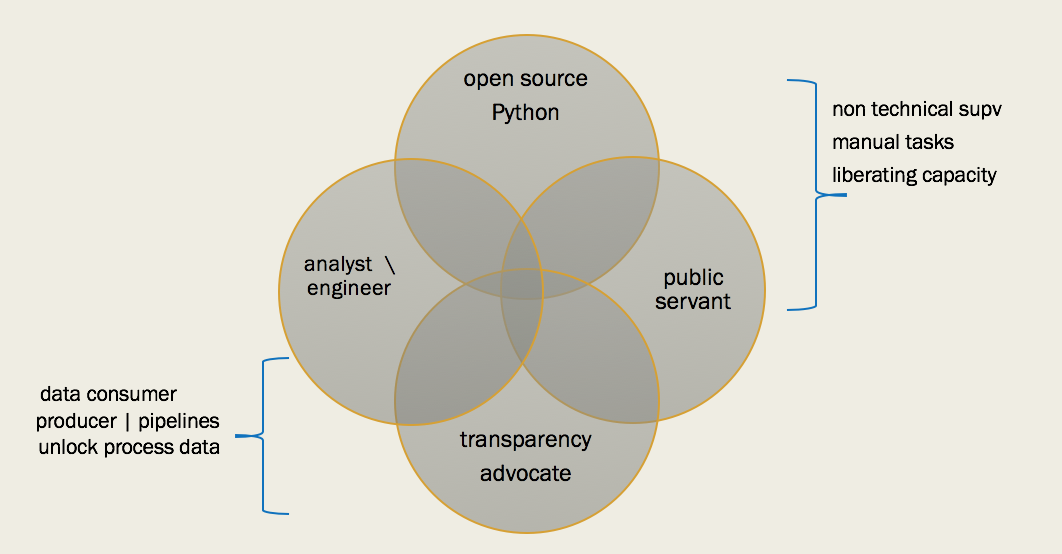 open source
Python
non technical supv
manual tasks
liberating capacity
analyst \
engineer
public
servant
data consumer
producer | pipelines
unlock process data
transparency
advocate